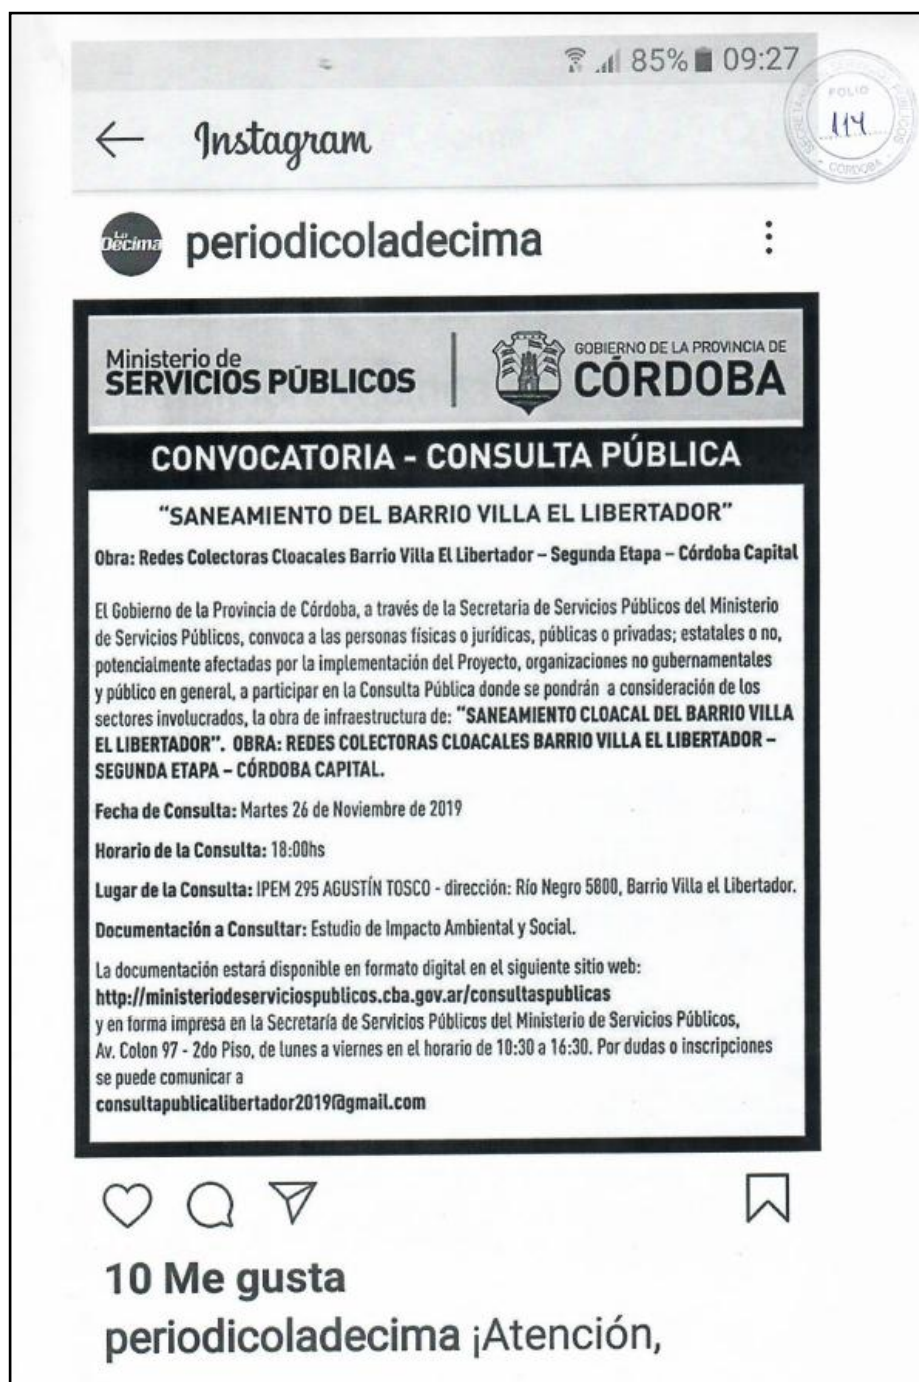 85% 09:27
FOLIO
114
SECRETARIA DE SERVICIOS PÚBLICOS
CÓRDOBA
Instagram
La Décima
periodicoladecima
Ministerio de
SERVICIOS PÚBLICOS
GOBIERNO DE LA PROVINCIA DE
CÓRDOBA
CONVOCATORIA - CONSULTA PÚBLICA
"SANEAMIENTO DEL BARRIO VILLA EL LIBERTADOR"
Obra: Redes Colectoras Cloacales Barrio Villa El Libertador – Segunda Etapa – Córdoba Capital
El Gobierno de la Provincia de Córdoba, a través de la Secretaria de Servicios Públicos del Ministerio
de Servicios Públicos, convoca a las personas físicas o jurídicas, públicas o privadas; estatales o no,
potencialmente afectadas por la implementación del Proyecto, organizaciones no gubernamentales
y público en general, a participar en la Consulta Pública donde se pondrán a consideración de los
sectores involucrados, la obra de infraestructura de: "SANEAMIENTO CLOACAL DEL BARRIO VILLA
EL LIBERTADOR". OBRA: REDES COLECTORAS CLOACALES BARRIO VILLA EL LIBERTADOR –
SEGUNDA ETAPA – CÓRDOBA CAPITAL.
Fecha de Consulta: Martes 26 de Noviembre de 2019
Horario de la Consulta: 18:00hs
Lugar de la Consulta: IPEM 295 AGUSTÍN TOSCO - dirección: Río Negro 5800, Barrio Villa el Libertador.
Documentación a Consultar: Estudio de Impacto Ambiental y Social.
La documentación estará disponible en formato digital en el siguiente sitio web:
http://ministeriodeserviciospublicos.cba.gov.ar/consultaspublicas
y en forma impresa en la Secretaría de Servicios Públicos del Ministerio de Servicios Públicos,
Av. Colon 97 - 2do Piso, de lunes a viernes en el horario de 10:30 a 16:30. Por dudas o inscripciones
se puede comunicar a
consultapublicalibertador2019@gmail.com
10 Me gusta
periodicoladecima ¡Atención,